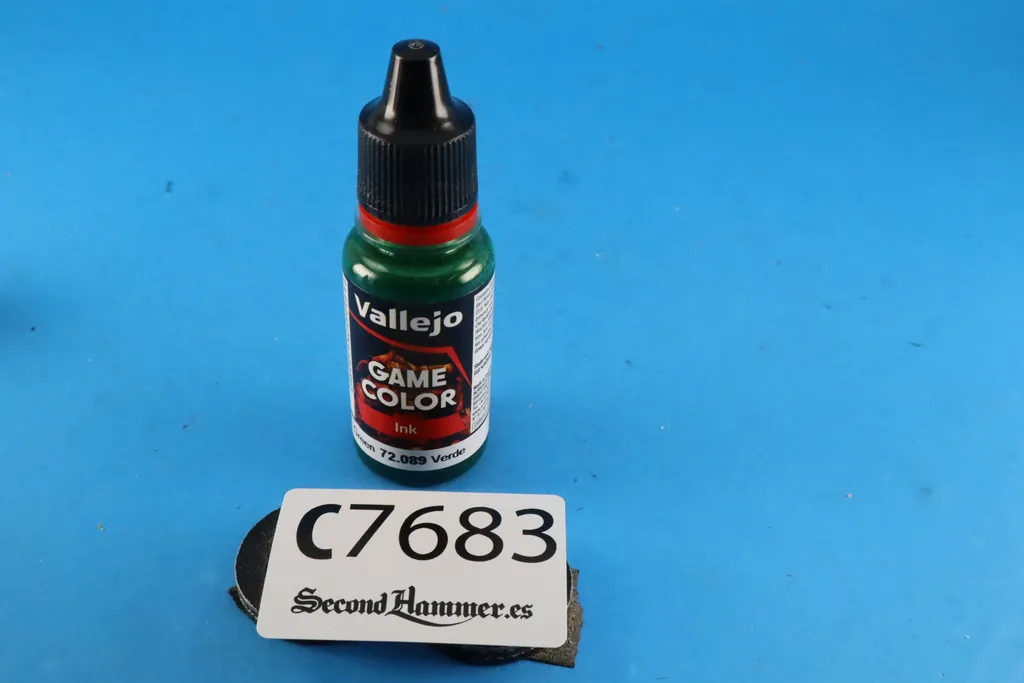 Vallejo
GAME
COLOR
Ink
Green 72.089 Verde
C7683
SecondHammer.es